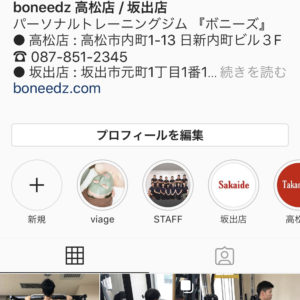 boneedz 高松店 / 坂出店
パーソナルトレーニングジム 『ボニーズ』
● 高松店 : 高松市内町1-13 日新内町ビル３F
☎ 087-851-2345
● 坂出店 : 坂出市元町1丁目1番1... 続きを読む
boneedz.com
プロフィールを編集
Sakaide
Takam
新規 viage STAFF 坂出店 高松